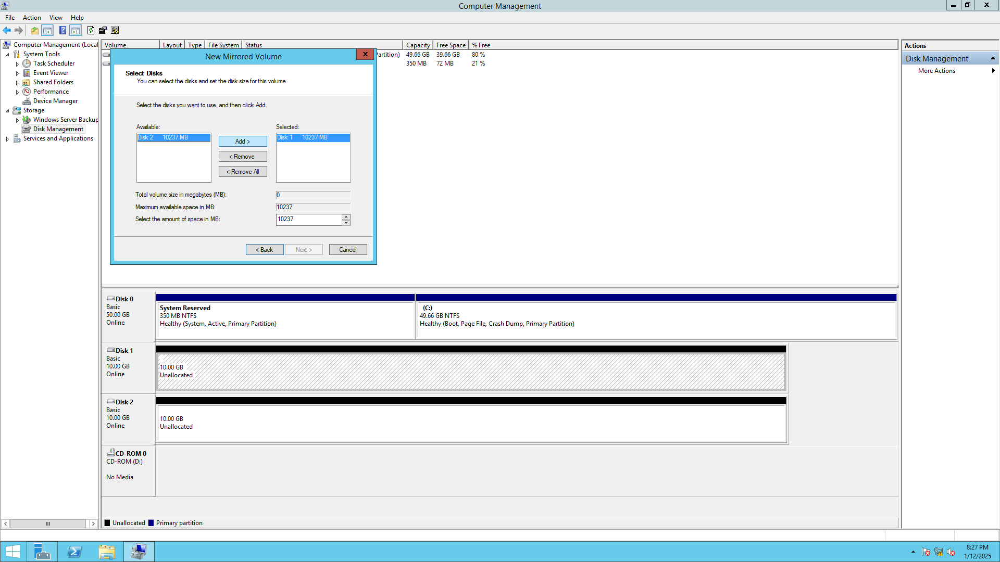 Computer Management
File Action View Help
Computer Management (Local
System Tools
Task Scheduler
Event Viewer
Shared Folders
Performance
Device Manager
Storage
Windows Server Backup
Disk Management
Services and Applications
Volume Layout Type File System Status Capacity Free Space % Free
Partition) 49.66 GB 39.66 GB 80 %
350 MB 72 MB 21 %
New Mirrored Volume
Select Disks
You can select the disks and set the disk size for this volume.
Select the disks you want to use, and then click Add.
Available: Selected:
Disk 2 10237 MB
Add >
Disk 1 10237 MB
< Remove
< Remove All
Total volume size in megabytes (MB): 0
Maximum available space in MB: 10237
Select the amount of space in MB: 10237
< Back Next > Cancel
Disk 0
Basic
50.00 GB
Online
System Reserved
350 MB NTFS
Healthy (System, Active, Primary Partition)
(C:)
49.66 GB NTFS
Healthy (Boot, Page File, Crash Dump, Primary Partition)
Disk 1
Basic
10.00 GB
Online
10.00 GB
Unallocated
Disk 2
Basic
10.00 GB
Online
10.00 GB
Unallocated
CD-ROM 0
CD-ROM (D:)
No Media
Unallocated Primary partition
Actions
Disk Management
More Actions
8:27 PM
1/12/2025